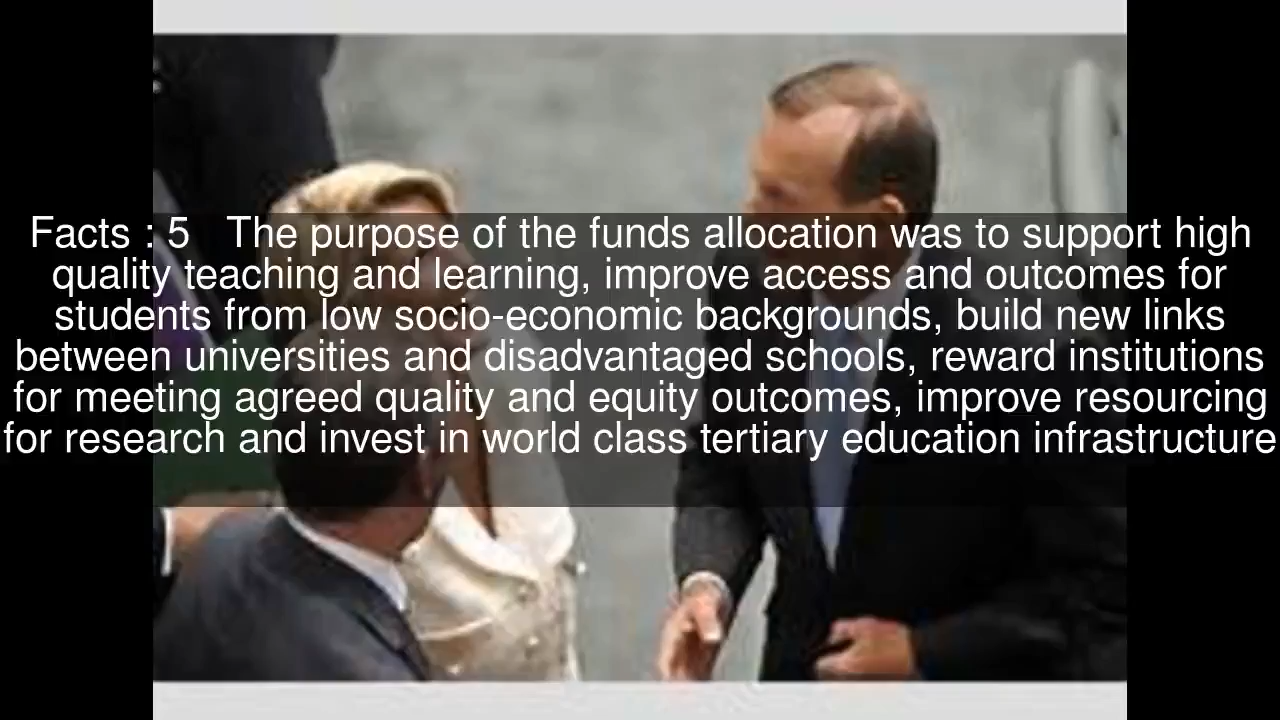 Facts : 5 The purpose of the funds allocation was to support high
quality teaching and learning, improve access and outcomes for
students from low socio-economic backgrounds, build new links
between universities and disadvantaged schools, reward institutions
for meeting agreed quality and equity outcomes, improve resourcing
for research and invest in world class tertiary education infrastructure